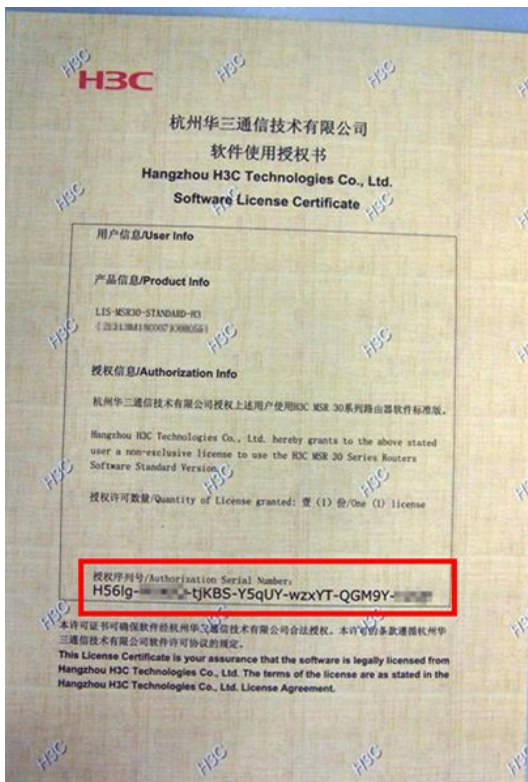 H3C
杭州华三通信技术有限公司
软件使用授权书
Hangzhou H3C Technologies Co., Ltd.
Software License Certificate
用户信息/User Info
产品信息/Product Info
LIS-MSR30-STANDARD-H3
授权信息/Authorization Info
杭州华三通信技术有限公司授权上述用户使用H3C MSR 30系列路由器软件标准版。
Hangzhou H3C Technologies Co., Ltd. hereby grants to the above stated
user a non-exclusive license to use the H3C MSR 30 Series Routers
Software Standard Version.
授权许可数量/Quantity of License granted: 壹（1）份/One (1) license
授权序列号/Authorization Serial Number:
H56lg- -tjKBS-Y5qUY-wzxYT-QGM9Y-
本许可证书可确保软件经杭州华三通信技术有限公司合法授权。本许可的条款遵循杭州华
三通信技术有限公司软件许可协议的规定。
This License Certificate is your assurance that the software is legally licensed from
Hangzhou H3C Technologies Co., Ltd. The terms of the license are as stated in the
Hangzhou H3C Technologies Co., Ltd. License Agreement.